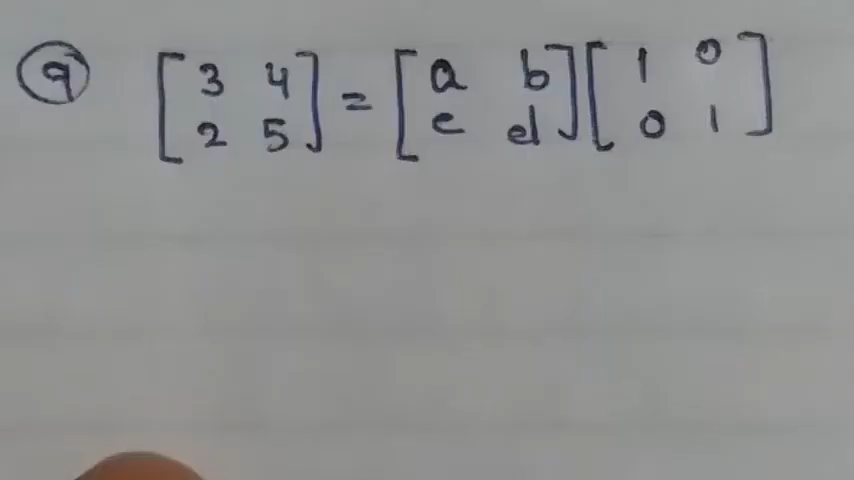 9 [3 4] = [a b] [1 0]
[2 5] [c d] [0 1]